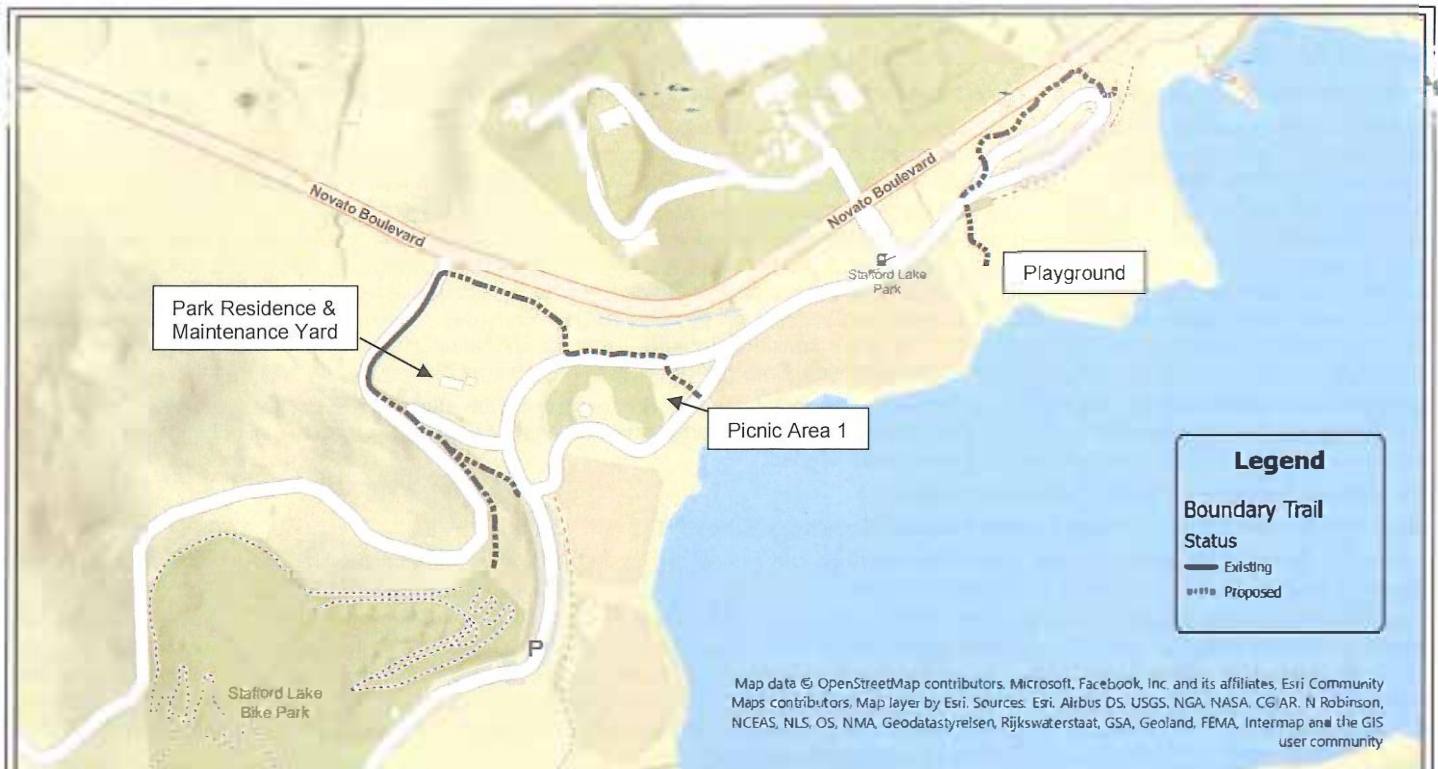 Novato Boulevard
Novato Boulevard
Stafford Lake
Park
Playground
Park Residence &
Maintenance Yard
Picnic Area 1
Legend
Boundary Trail
Status
Existing
Proposed
P
Stafford Lake
Bike Park
Map data © OpenStreetMap contributors, Microsoft, Facebook, Inc. and its affiliates, Esri Community
Maps contributors, Map layer by Esri. Sources: Esri, Airbus DS, USGS, NGA, NASA, CGIAR, N Robinson,
NCEAS, NLS, OS, NMA, Geodatastyrelsen, Rijkswaterstaat, GSA, Geoland, FEMA, Intermap and the GIS
user community